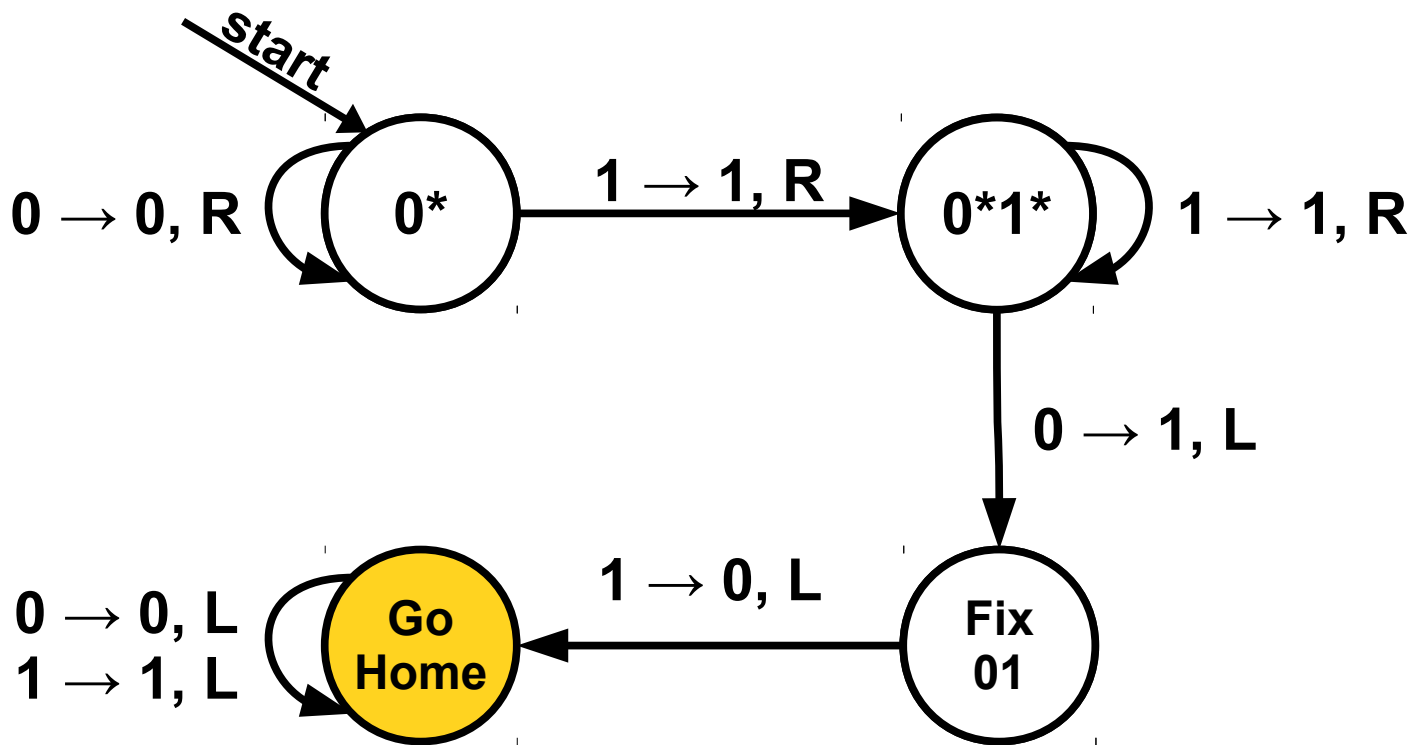 start
0 → 0, R
0*
1 → 1, R
0*1*
1 → 1, R
0 → 1, L
0 → 0, L
1 → 1, L
Go
Home
1 → 0, L
Fix
01